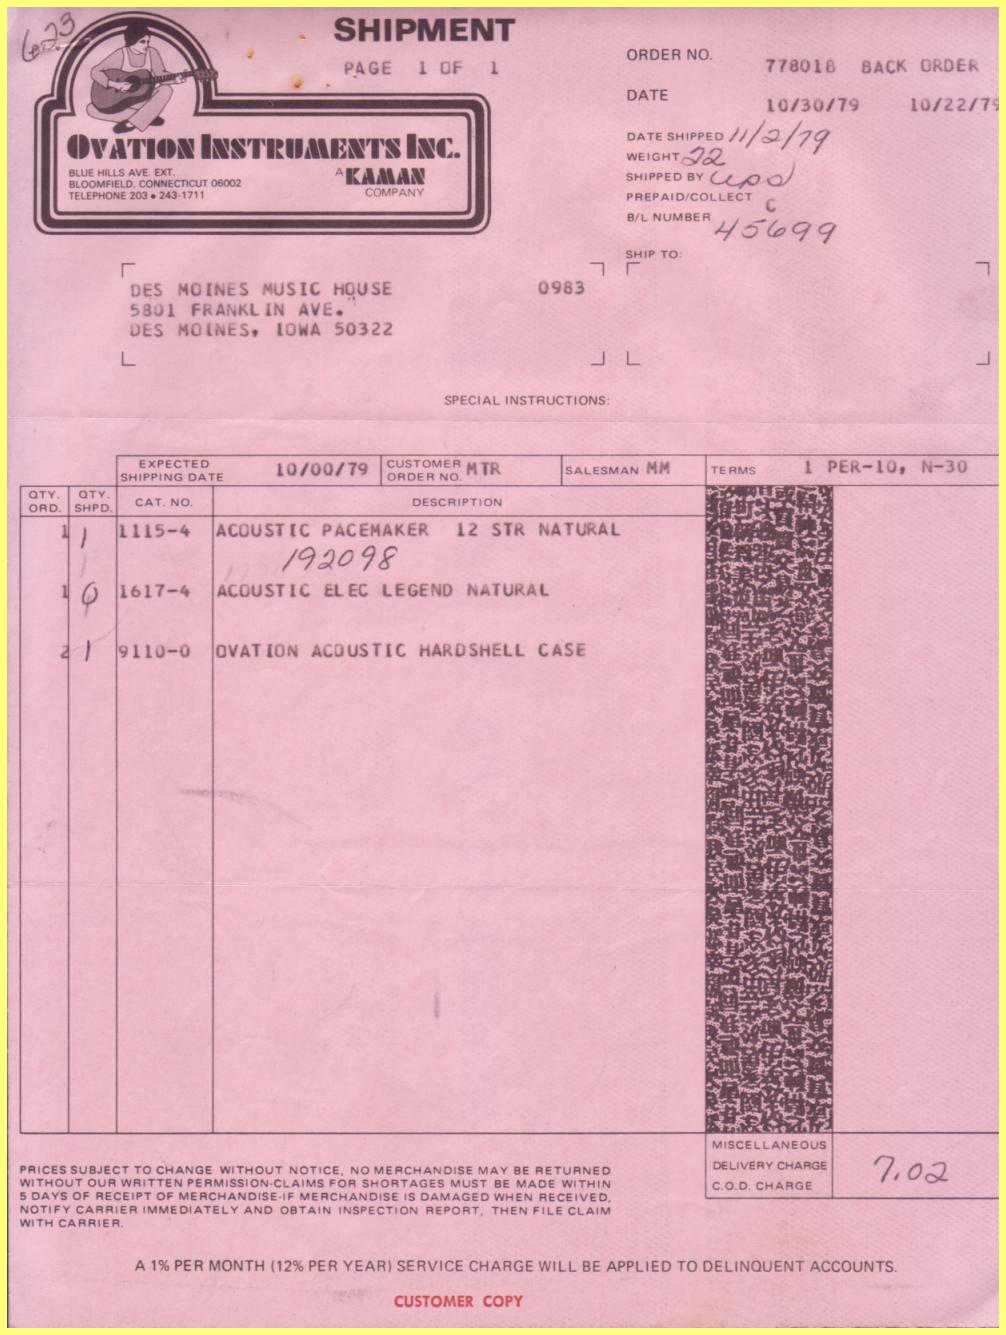 6-23
SHIPMENT
PAGE 1 OF 1
OVATION INSTRUMENTS INC.
BLUE HILLS AVE. EXT.
BLOOMFIELD, CONNECTICUT 06002
TELEPHONE 203 • 243-1711
A KAMAN COMPANY
ORDER NO. 778018 BACK ORDER
DATE 10/30/79 10/22/79
DATE SHIPPED 11/2/79
WEIGHT 22
SHIPPED BY ups
PREPAID/COLLECT C
B/L NUMBER 45699
SHIP TO:
DES MOINES MUSIC HOUSE 0983
5801 FRANKLIN AVE.
DES MOINES, IOWA 50322
SPECIAL INSTRUCTIONS:
EXPECTED SHIPPING DATE 10/00/79 CUSTOMER ORDER NO. MTR SALESMAN MM TERMS 1 PER-10, N-30
QTY. ORD. QTY. SHPD. CAT. NO. DESCRIPTION
1 1 1115-4 ACOUSTIC PACEMAKER 12 STR NATURAL
192098
1 0 1617-4 ACOUSTIC ELEC LEGEND NATURAL
2 1 9110-0 OVATION ACOUSTIC HARDSHELL CASE
MISCELLANEOUS
DELIVERY CHARGE 7.02
C.O.D. CHARGE
PRICES SUBJECT TO CHANGE WITHOUT NOTICE, NO MERCHANDISE MAY BE RETURNED
WITHOUT OUR WRITTEN PERMISSION-CLAIMS FOR SHORTAGES MUST BE MADE WITHIN
5 DAYS OF RECEIPT OF MERCHANDISE-IF MERCHANDISE IS DAMAGED WHEN RECEIVED,
NOTIFY CARRIER IMMEDIATELY AND OBTAIN INSPECTION REPORT, THEN FILE CLAIM
WITH CARRIER.
A 1% PER MONTH (12% PER YEAR) SERVICE CHARGE WILL BE APPLIED TO DELINQUENT ACCOUNTS.
CUSTOMER COPY